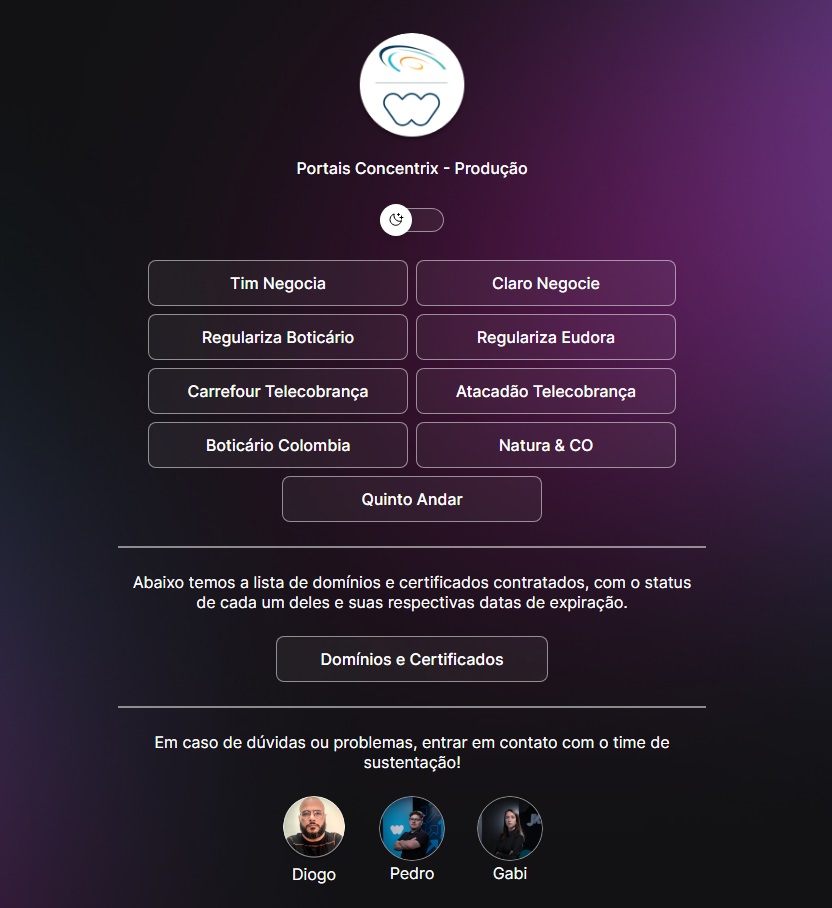 Portais Concentrix - Produção
Tim Negocia
Claro Negocie
Regulariza Boticário
Regulariza Eudora
Carrefour Telecobrança
Atacadão Telecobrança
Boticário Colombia
Natura & CO
Quinto Andar
Abaixo temos a lista de domínios e certificados contratados, com o status
de cada um deles e suas respectivas datas de expiração.
Domínios e Certificados
Em caso de dúvidas ou problemas, entrar em contato com o time de
sustentação!
Diogo
Pedro
Gabi